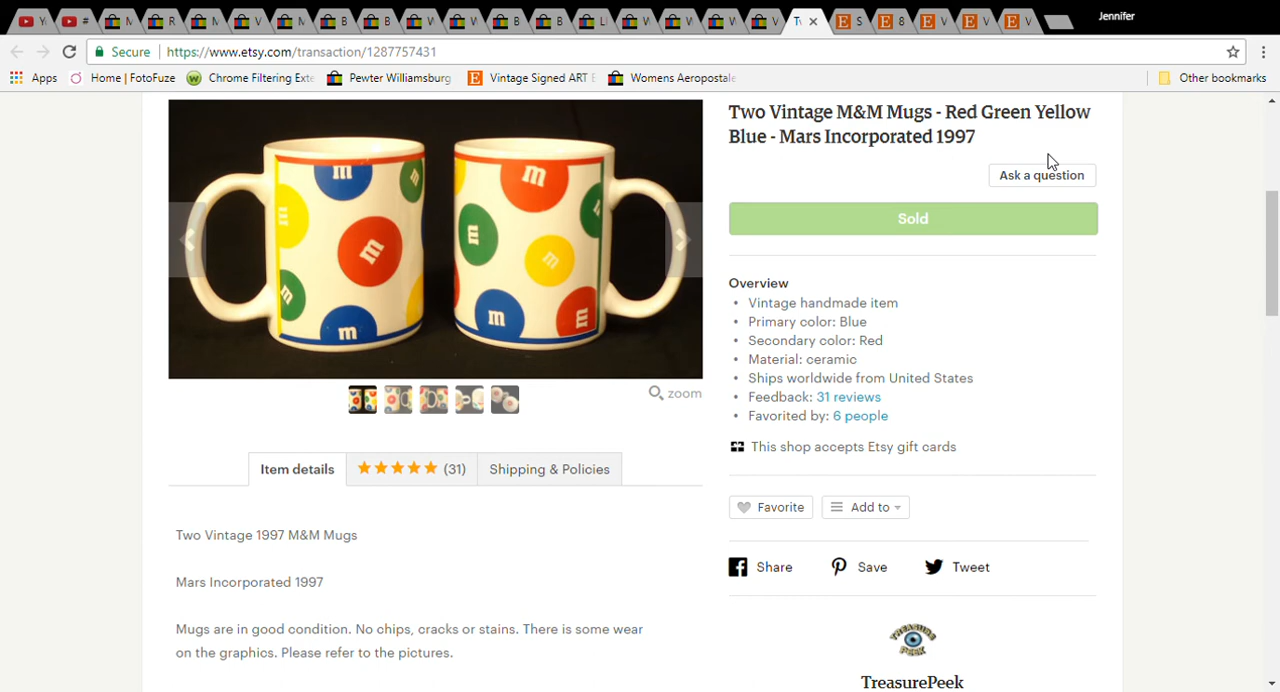 Jennifer
Secure
https://www.etsy.com/transaction/1287757431
Apps
Home | FotoFuze
Chrome Filtering Exte
Pewter Williamsburg
Vintage Signed ART E
Womens Aeropostale
Other bookmarks
Two Vintage M&M Mugs - Red Green Yellow
Blue - Mars Incorporated 1997
Ask a question
Sold
Overview
• Vintage handmade item
• Primary color: Blue
• Secondary color: Red
• Material: ceramic
• Ships worldwide from United States
• Feedback: 31 reviews
• Favorited by: 6 people
This shop accepts Etsy gift cards
Favorite
Add to
Share
Save
Tweet
TREASURE
PEEK
TreasurePeek
m
m
m
m
m
m
m
m
m
m
m
zoom
Item details
(31)
Shipping & Policies
Two Vintage 1997 M&M Mugs
Mars Incorporated 1997
Mugs are in good condition. No chips, cracks or stains. There is some wear
on the graphics. Please refer to the pictures.